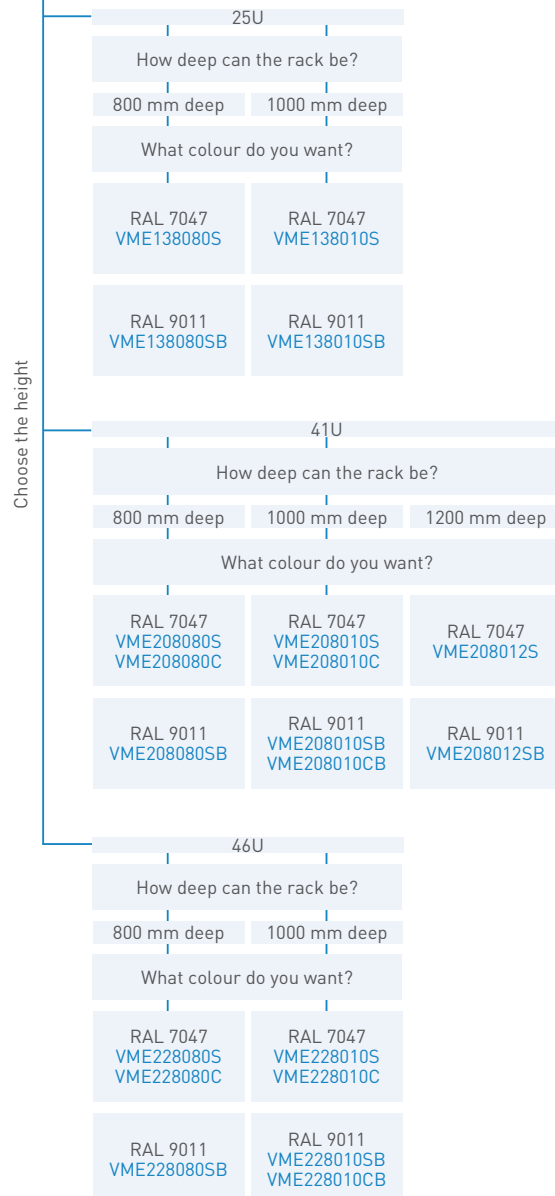 Choose the height
25U
How deep can the rack be?
800 mm deep
1000 mm deep
What colour do you want?
RAL 7047
VME138080S
RAL 7047
VME138010S
RAL 9011
VME138080SB
RAL 9011
VME138010SB
41U
How deep can the rack be?
800 mm deep
1000 mm deep
1200 mm deep
What colour do you want?
RAL 7047
VME208080S
VME208080C
RAL 7047
VME208010S
VME208010C
RAL 7047
VME208012S
RAL 9011
VME208080SB
RAL 9011
VME208010SB
VME208010CB
RAL 9011
VME208012SB
46U
How deep can the rack be?
800 mm deep
1000 mm deep
What colour do you want?
RAL 7047
VME228080S
VME228080C
RAL 7047
VME228010S
VME228010C
RAL 9011
VME228080SB
RAL 9011
VME228010SB
VME228010CB